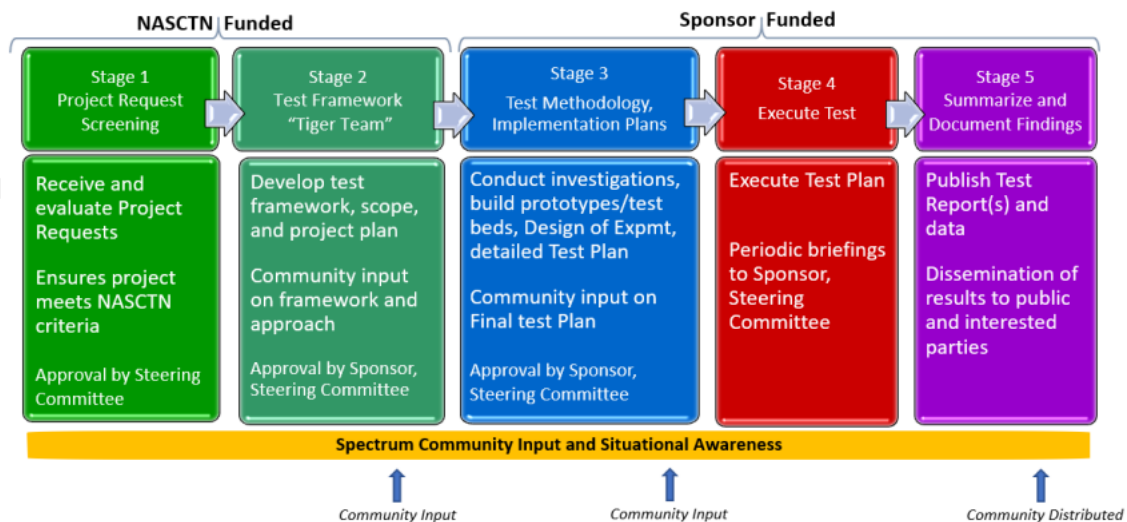 NASCTN Funded
Sponsor Funded
Stage 1
Project Request
Screening
Stage 2
Test Framework
“Tiger Team”
Stage 3
Test Methodology,
Implementation Plans
Stage 4
Execute Test
Stage 5
Summarize and
Document Findings
Receive and
evaluate Project
Requests
Ensures project
meets NASCTN
criteria
Approval by Steering
Committee
Develop test
framework, scope,
and project plan
Community input
on framework and
approach
Approval by Sponsor,
Steering Committee
Conduct investigations,
build prototypes/test
beds, Design of Expmt,
detailed Test Plan
Community input on
Final test Plan
Approval by Sponsor,
Steering Committee
Execute Test Plan
Periodic briefings
to Sponsor,
Steering
Committee
Publish Test
Report(s) and
data
Dissemination of
results to public
and interested
parties
Spectrum Community Input and Situational Awareness
Community Input
Community Input
Community Distributed